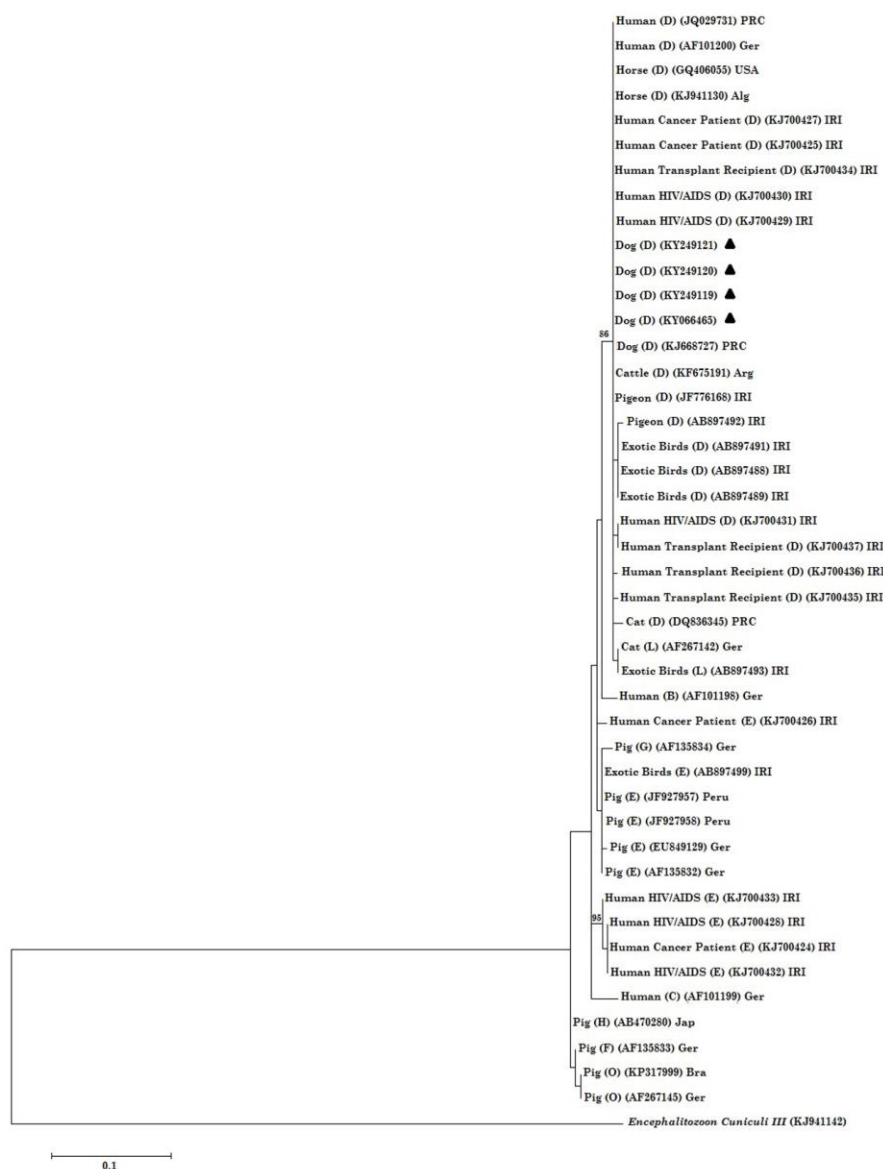 Human (D) (JQ029731) PRC
Human (D) (AF101200) Ger
Horse (D) (GQ406055) USA
Horse (D) (KJ941130) Alg
Human Cancer Patient (D) (KJ700427) IRI
Human Cancer Patient (D) (KJ700425) IRI
Human Transplant Recipient (D) (KJ700434) IRI
Human HIV/AIDS (D) (KJ700430) IRI
Human HIV/AIDS (D) (KJ700429) IRI
Dog (D) (KY249121)
Dog (D) (KY249120)
Dog (D) (KY249119)
Dog (D) (KY066465)
86
Dog (D) (KJ668727) PRC
Cattle (D) (KF675191) Arg
Pigeon (D) (JF776168) IRI
Pigeon (D) (AB897492) IRI
Exotic Birds (D) (AB897491) IRI
Exotic Birds (D) (AB897488) IRI
Exotic Birds (D) (AB897489) IRI
Human HIV/AIDS (D) (KJ700431) IRI
Human Transplant Recipient (D) (KJ700437) IRI
Human Transplant Recipient (D) (KJ700436) IRI
Human Transplant Recipient (D) (KJ700435) IRI
Cat (D) (DQ836345) PRC
Cat (L) (AF267142) Ger
Exotic Birds (L) (AB897493) IRI
Human (B) (AF101198) Ger
Human Cancer Patient (E) (KJ700426) IRI
Pig (G) (AF135834) Ger
Exotic Birds (E) (AB897499) IRI
Pig (E) (JF927957) Peru
Pig (E) (JF927958) Peru
Pig (E) (EU849129) Ger
Pig (E) (AF135832) Ger
Human HIV/AIDS (E) (KJ700433) IRI
95
Human HIV/AIDS (E) (KJ700428) IRI
Human Cancer Patient (E) (KJ700424) IRI
Human HIV/AIDS (E) (KJ700432) IRI
Human (C) (AF101199) Ger
Pig (H) (AB470280) Jap
Pig (F) (AF135833) Ger
Pig (O) (KP317999) Bra
Pig (O) (AF267145) Ger
Encephalitozoon Cuniculi III (KJ941142)
0.1